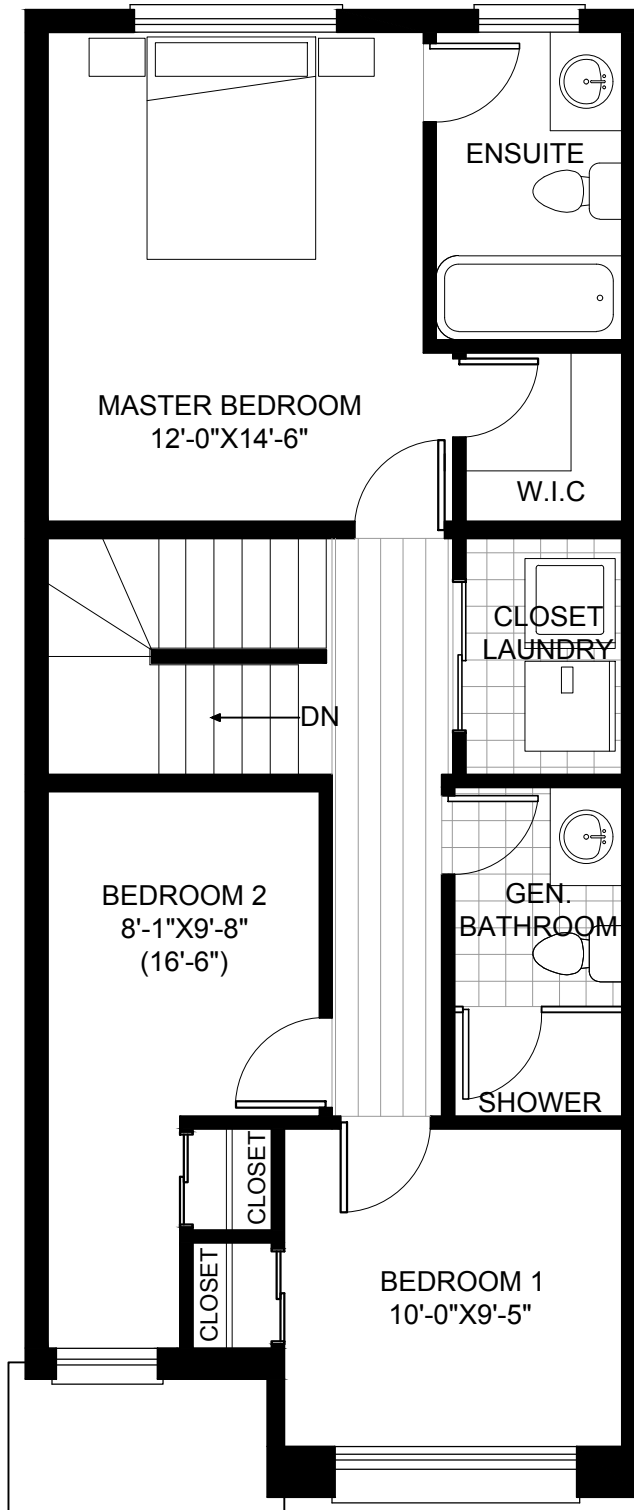 ENSUITE
MASTER BEDROOM
12'-0"X14'-6"
W.I.C
CLOSET
LAUNDRY
DN
BEDROOM 2
8'-1"X9'-8"
(16'-6")
GEN.
BATHROOM
SHOWER
CLOSET
CLOSET
BEDROOM 1
10'-0"X9'-5"